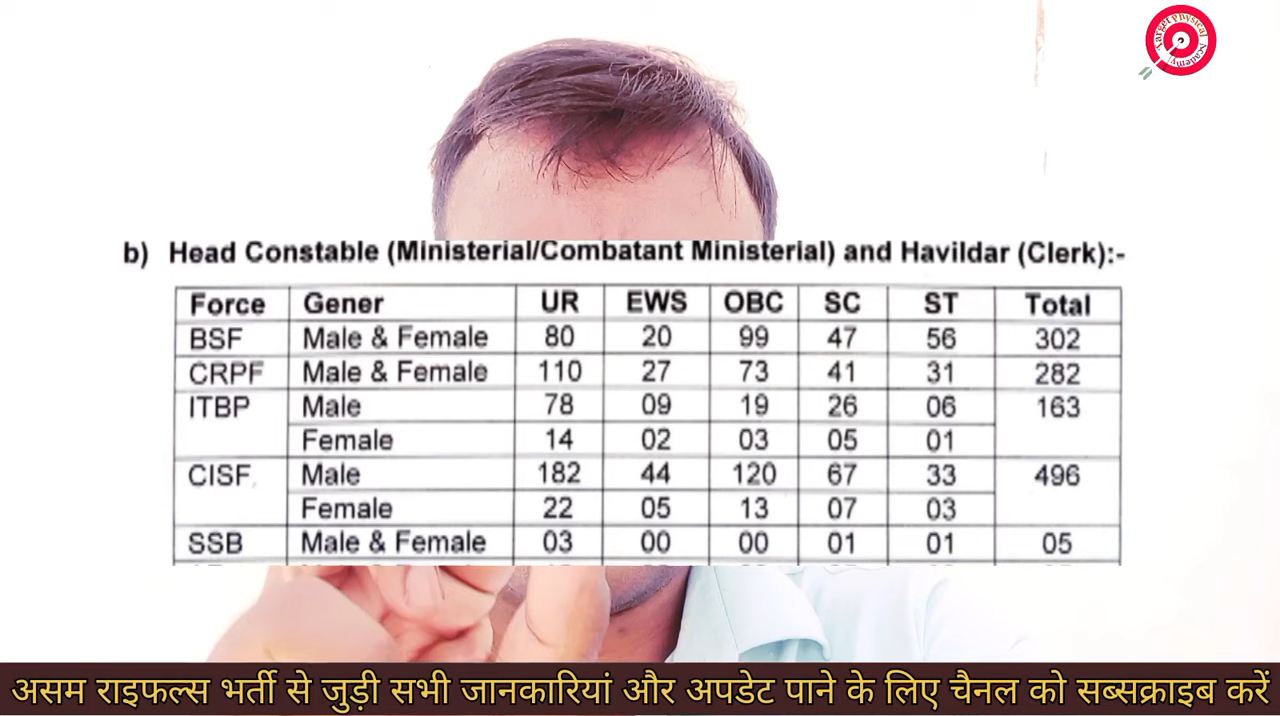 Target Physical Academy
b) Head Constable (Ministerial/Combatant Ministerial) and Havildar (Clerk):-
Force Gener UR EWS OBC SC ST Total
BSF Male & Female 80 20 99 47 56 302
CRPF Male & Female 110 27 73 41 31 282
ITBP Male 78 09 19 26 06 163
Female 14 02 03 05 01
CISF Male 182 44 120 67 33 496
Female 22 05 13 07 03
SSB Male & Female 03 00 00 01 01 05
असम राइफल्स भर्ती से जुड़ी सभी जानकारियां और अपडेट पाने के लिए चैनल को सब्सक्राइब करें